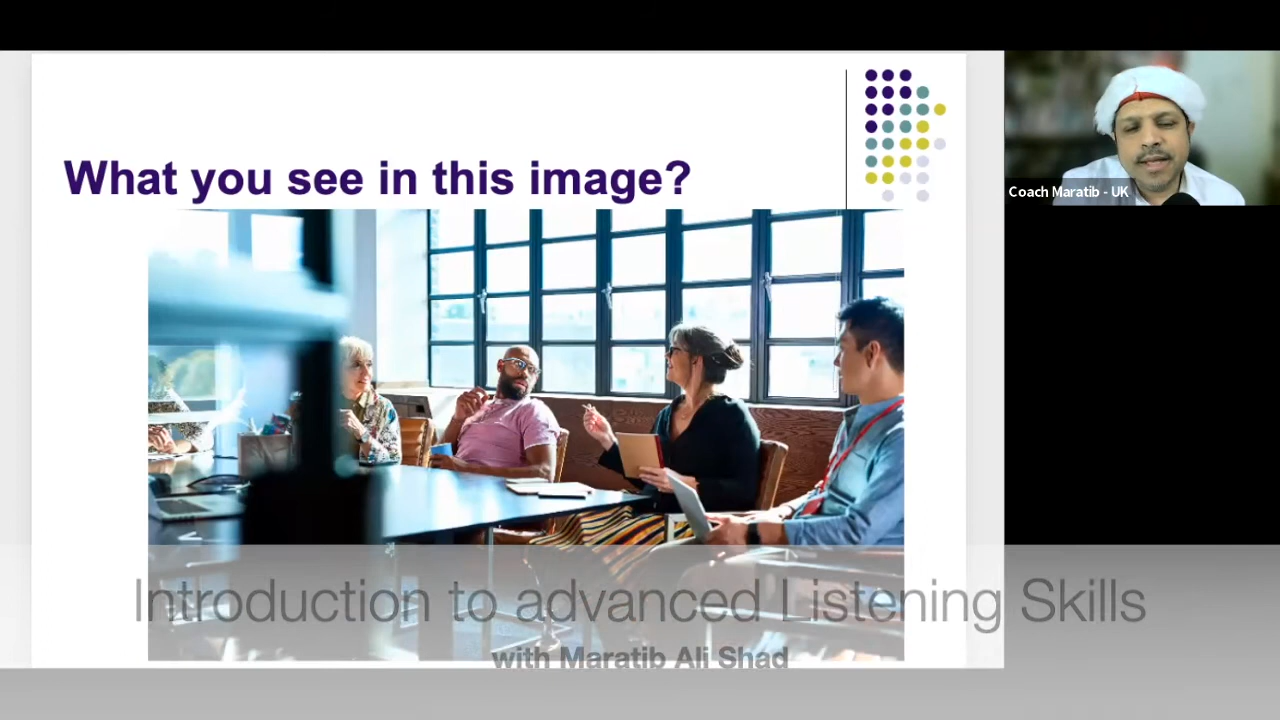 What you see in this image?
Coach Maratib - UK
Introduction to advanced Listening Skills
with Maratib Ali Shad